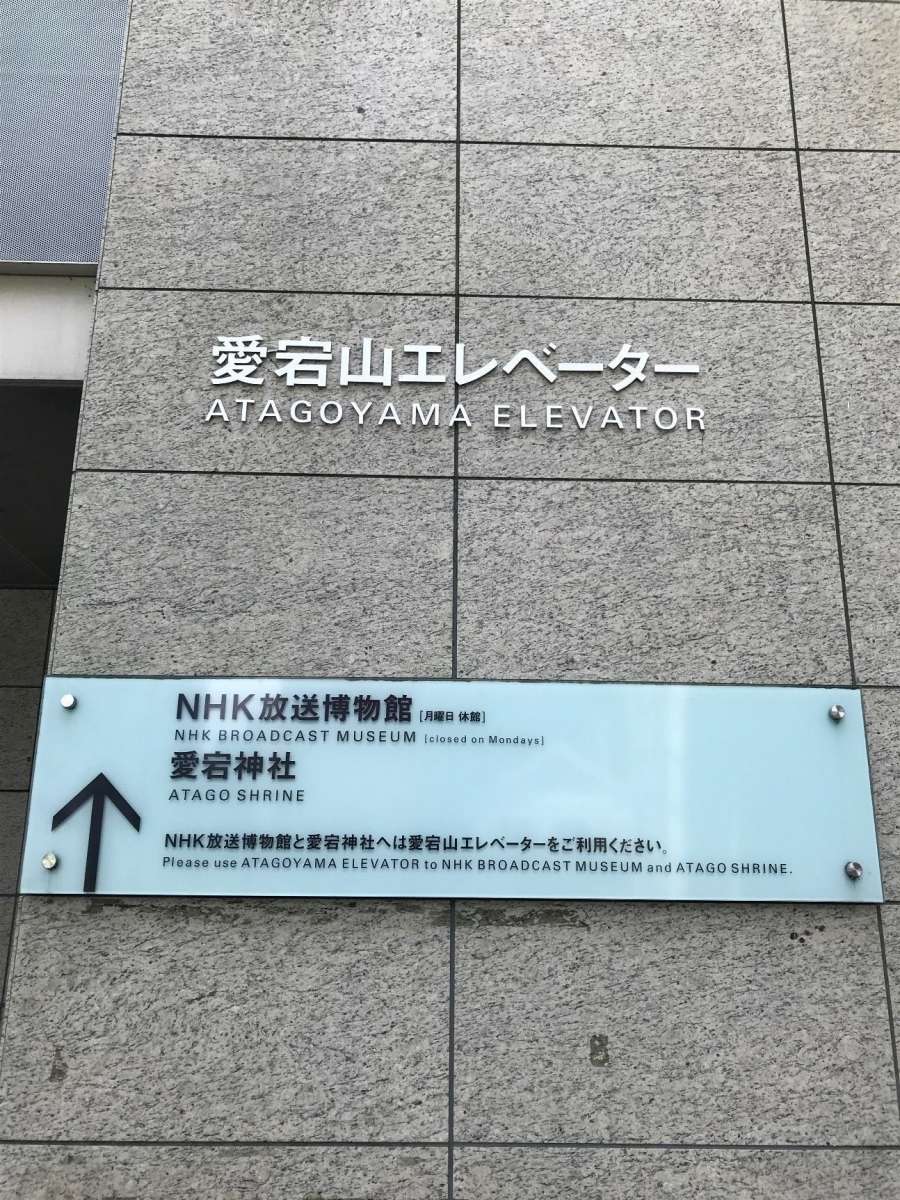 愛宕山エレベーター
ATAGOYAMA ELEVATOR
NHK放送博物館 [月曜日 休館]
NHK BROADCAST MUSEUM [closed on Mondays]
愛宕神社
ATAGO SHRINE
NHK放送博物館と愛宕神社へは愛宕山エレベーターをご利用ください。
Please use ATAGOYAMA ELEVATOR to NHK BROADCAST MUSEUM and ATAGO SHRINE.